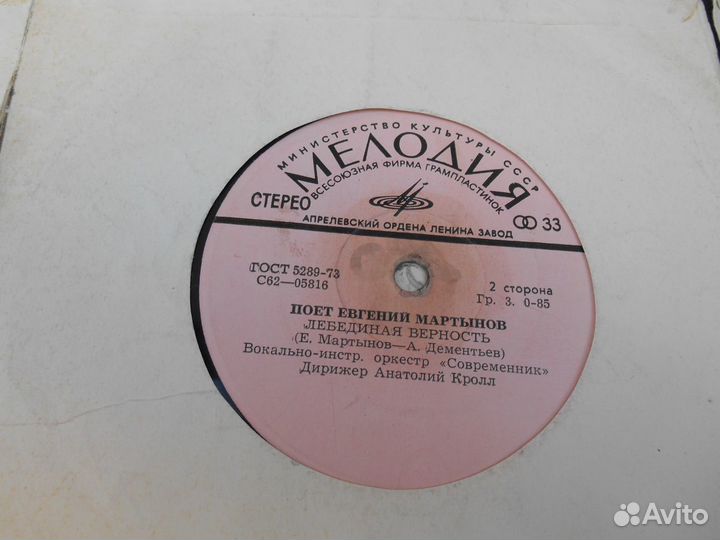 МИНИСТЕРСТВО КУЛЬТУРЫ СССР
МЕЛОДИЯ
ВСЕСОЮЗНАЯ ФИРМА ГРАМПЛАСТИНОК
СТЕРЕО
33
АПРЕЛЕВСКИЙ ОРДЕНА ЛЕНИНА ЗАВОД
ГОСТ 5289-73
С62—05816
2 сторона
Гр. 3. 0-85
ПОЕТ ЕВГЕНИЙ МАРТЫНОВ
ЛЕБЕДИНАЯ ВЕРНОСТЬ
(Е. Мартынов—А. Дементьев)
Вокально-инстр. оркестр «Современник»
Дирижер Анатолий Кролл
Avito